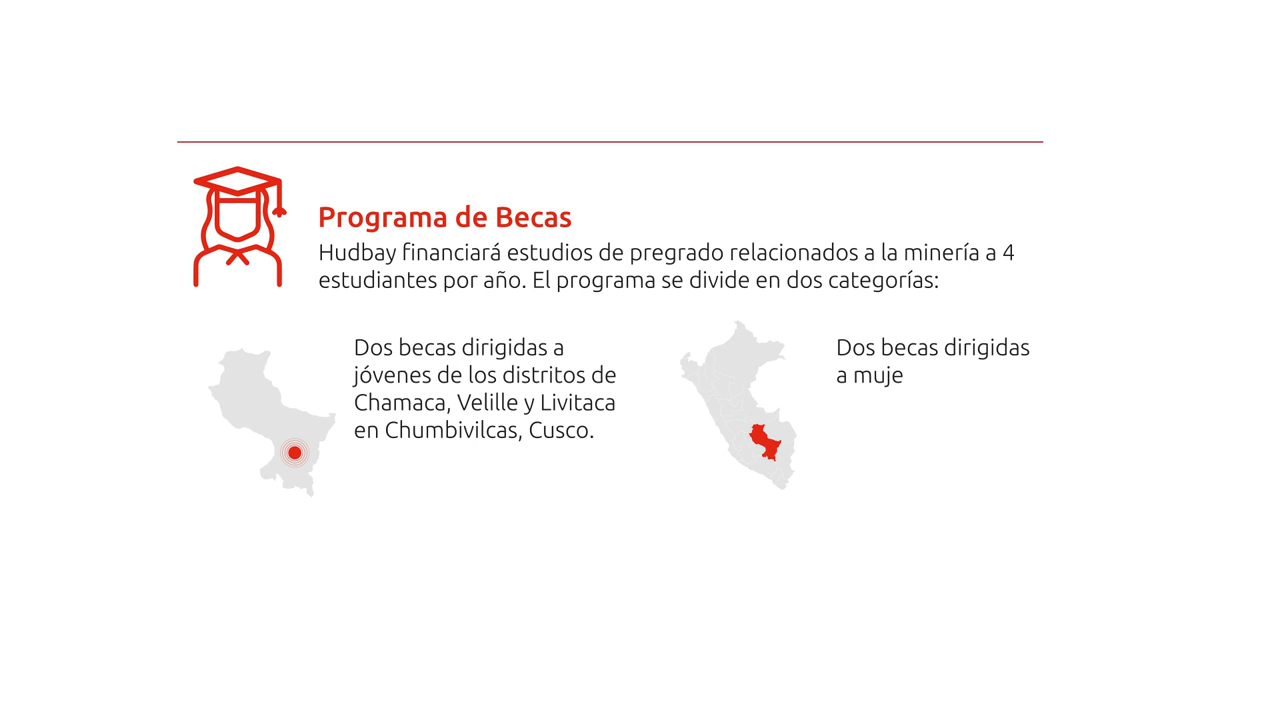 Programa de Becas
Hudbay financiará estudios de pregrado relacionados a la minería a 4
estudiantes por año. El programa se divide en dos categorías:
Dos becas dirigidas a
jóvenes de los distritos de
Chamaca, Velille y Livitaca
en Chumbivilcas, Cusco.
Dos becas dirigidas
a muje